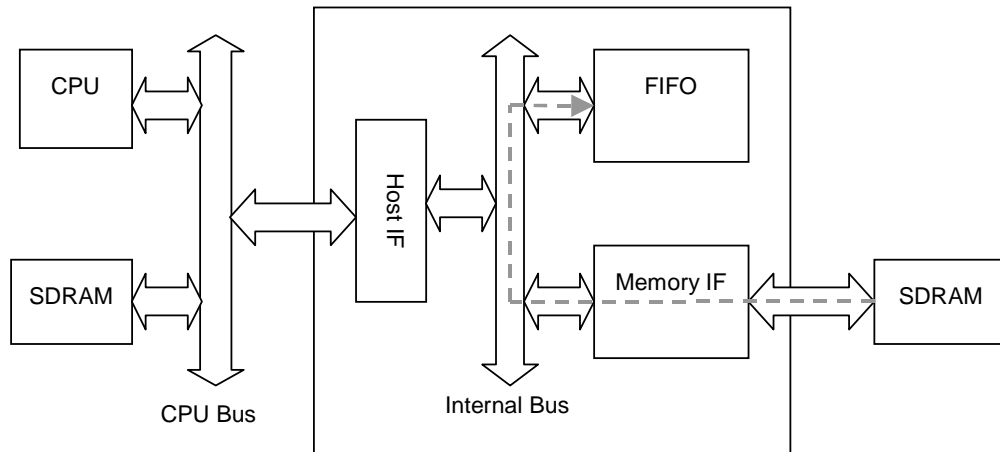 CPU
FIFO
Host IF
SDRAM
Memory IF
SDRAM
CPU Bus
Internal Bus